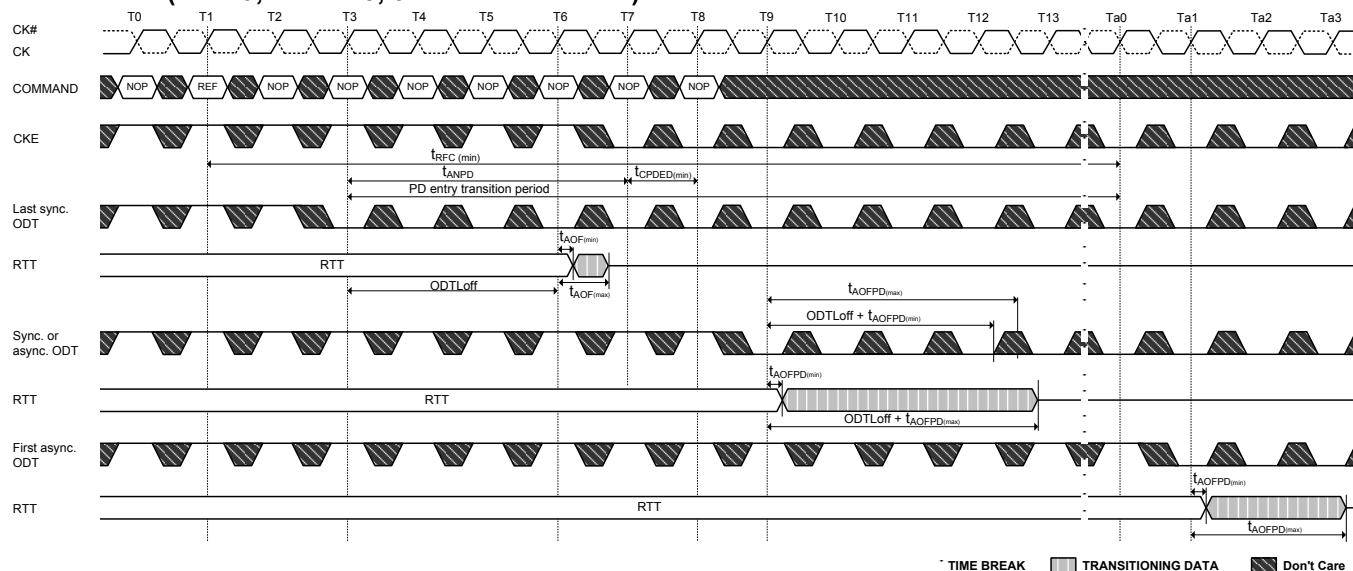 T0 T1 T2 T3 T4 T5 T6 T7 T8 T9 T10 T11 T12 T13 Ta0 Ta1 Ta2 Ta3
CK#
CK
COMMAND NOP REF NOP NOP NOP NOP NOP NOP NOP
CKE
tRFC (min)
tANPD tCPDED(min)
PD entry transition period
Last sync.
ODT
tAOF(min)
RTT RTT
ODTLoff tAOF(max)
tAOFPD(max)
ODTLoff + tAOFPD(min)
Sync. or
async. ODT
tAOFPD(min)
RTT RTT
ODTLoff + tAOFPD(max)
First async.
ODT
tAOFPD(min)
RTT RTT
tAOFPD(max)
TIME BREAK TRANSITIONING DATA Don't Care